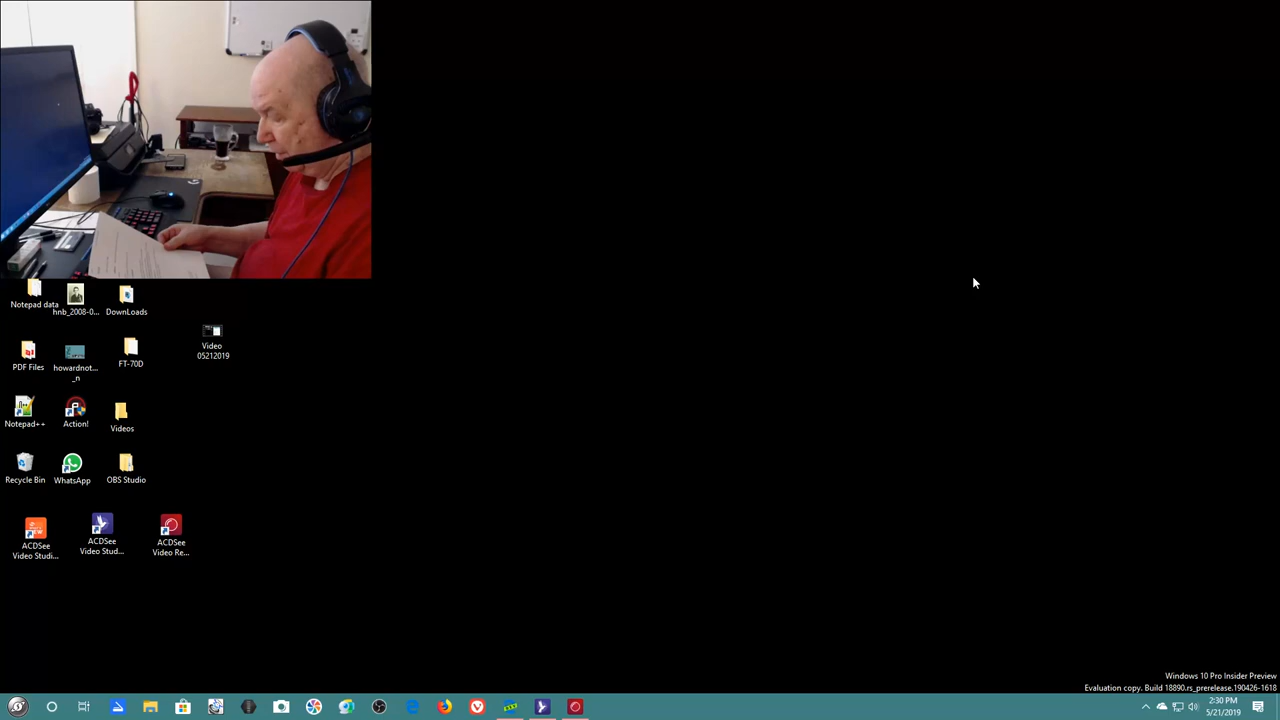 Notepad data
hnb_2008-0...
DownLoads
Video
05212019
PDF Files
howardnot...
_n
FT-70D
Notepad++
Action!
Videos
Recycle Bin
WhatsApp
OBS Studio
ACDSee
Video Studi...
ACDSee
Video Stud...
ACDSee
Video Re...
Windows 10 Pro Insider Preview
Evaluation copy. Build 18890.rs_prerelease.190426-1618
2:30 PM
5/21/2019